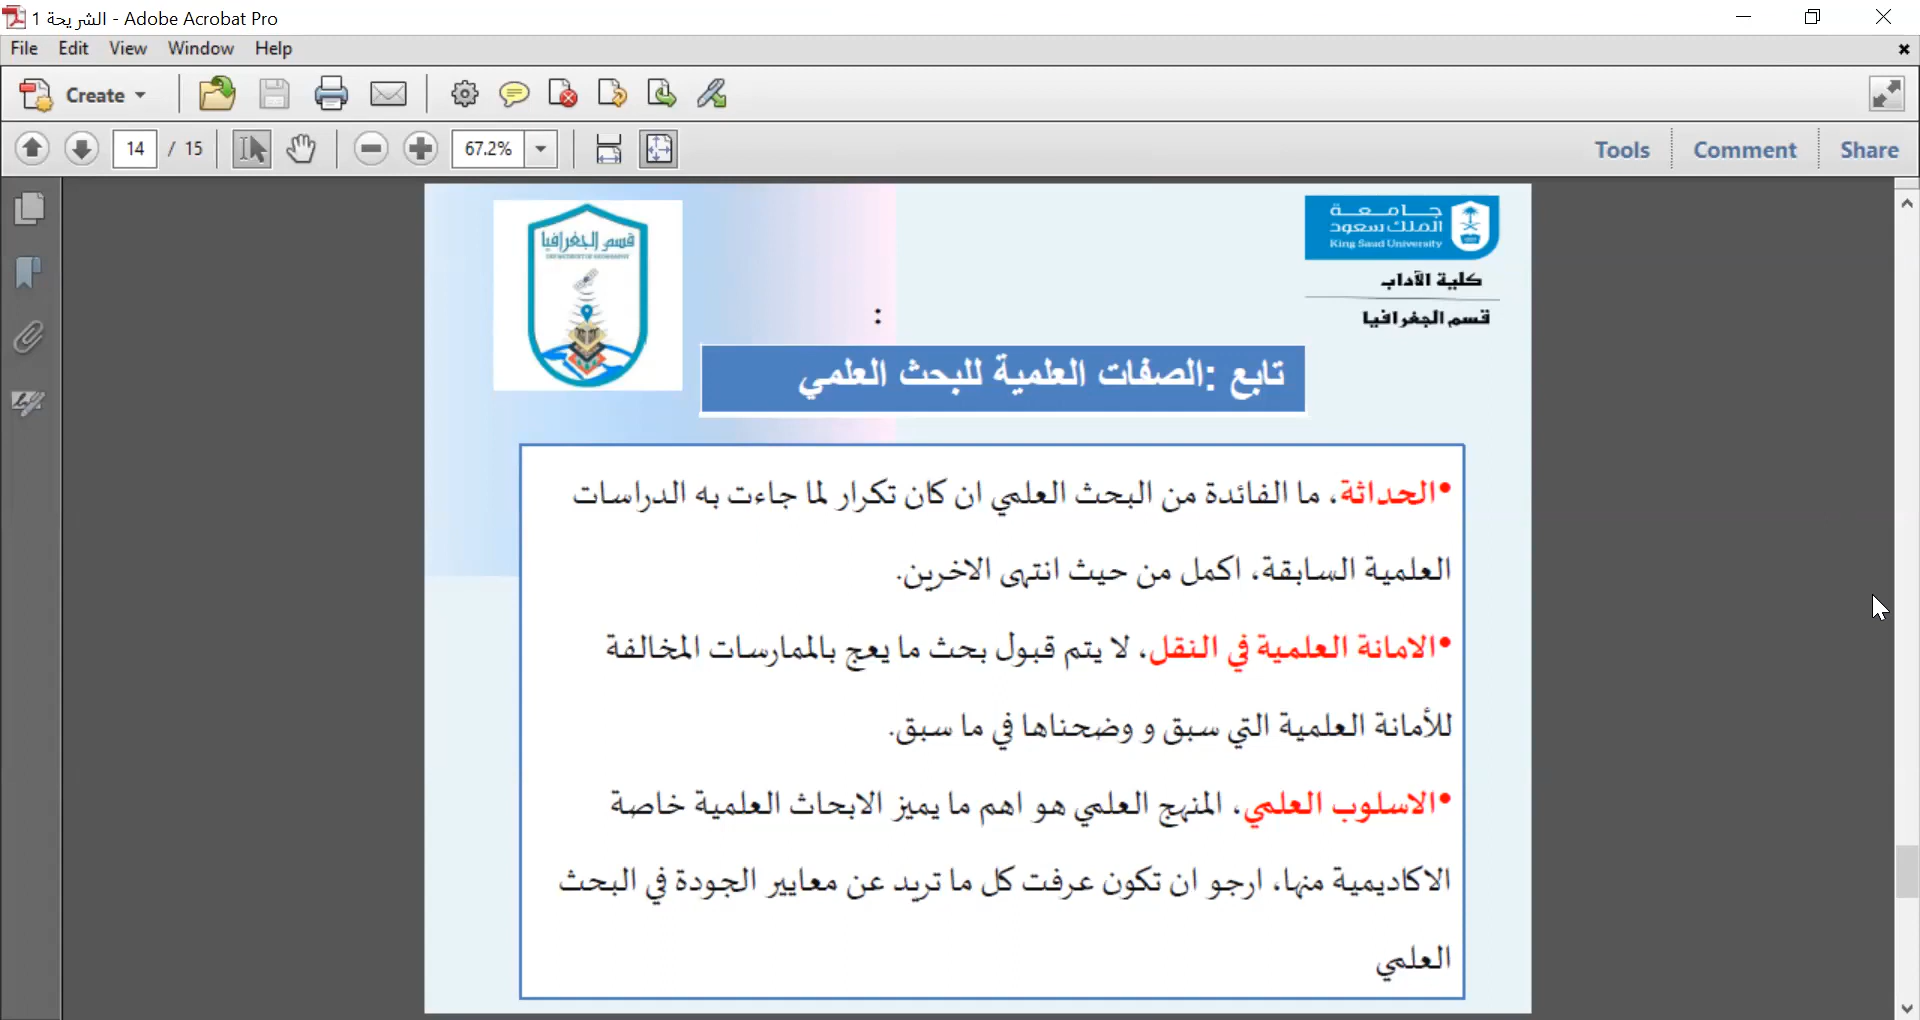 الشريحة 1 - Adobe Acrobat Pro
File Edit View Window Help
Create
14 / 15 67.2% Tools Comment Share
جامعة
الملك سعود
King Saud University
كلية الآداب
قسم الجغرافيا
قسم الجغرافيا
DEPARTMENT OF GEOGRAPHY
:
تابع :الصفات العلمية للبحث العلمي
•الحداثة، ما الفائدة من البحث العلمي ان كان تكرار لما جاءت به الدراسات
العلمية السابقة، اكمل من حيث انتهى الاخرين.
•الامانة العلمية في النقل، لا يتم قبول بحث ما يعج بالممارسات المخالفة
للأمانة العلمية التي سبق و وضحناها في ما سبق.
•الاسلوب العلمي، المنهج العلمي هو اهم ما يميز الابحاث العلمية خاصة
الاكاديمية منها، ارجو ان تكون عرفت كل ما تريد عن معايير الجودة في البحث
العلمي